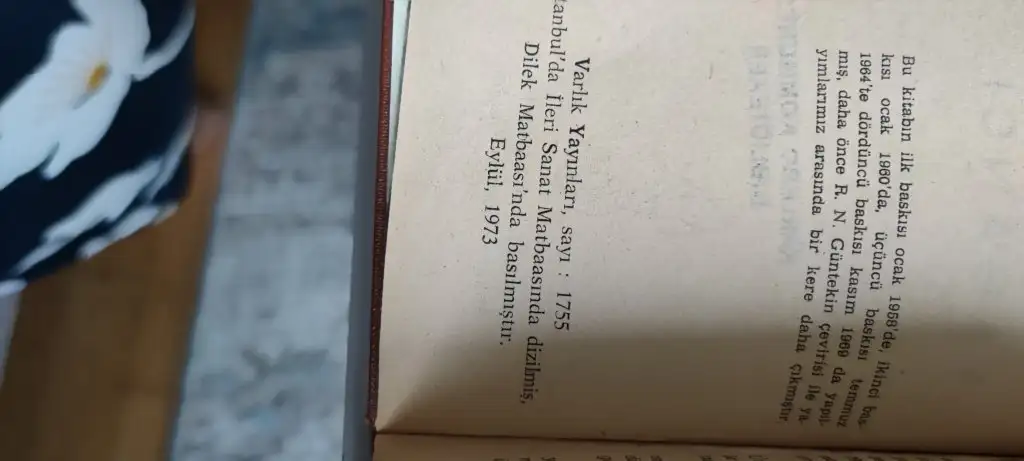 Bu kitabın ilk baskısı ocak 1958'de, ikinci bas-
kısı ocak 1960'da, üçüncü baskısı temmuz
1964'te dördüncü baskısı kasım 1969 da yapıl-
mış, daha önce R. N. Güntekin çevirisi ile ya-
yımlarımız arasında bir kere daha çıkmıştır.
Varlık Yayınları, sayı : 1755
tanbul'da İleri Sanat Matbaasında dizilmiş,
Dilek Matbaası'nda basılmıştır.
Eylül, 1973